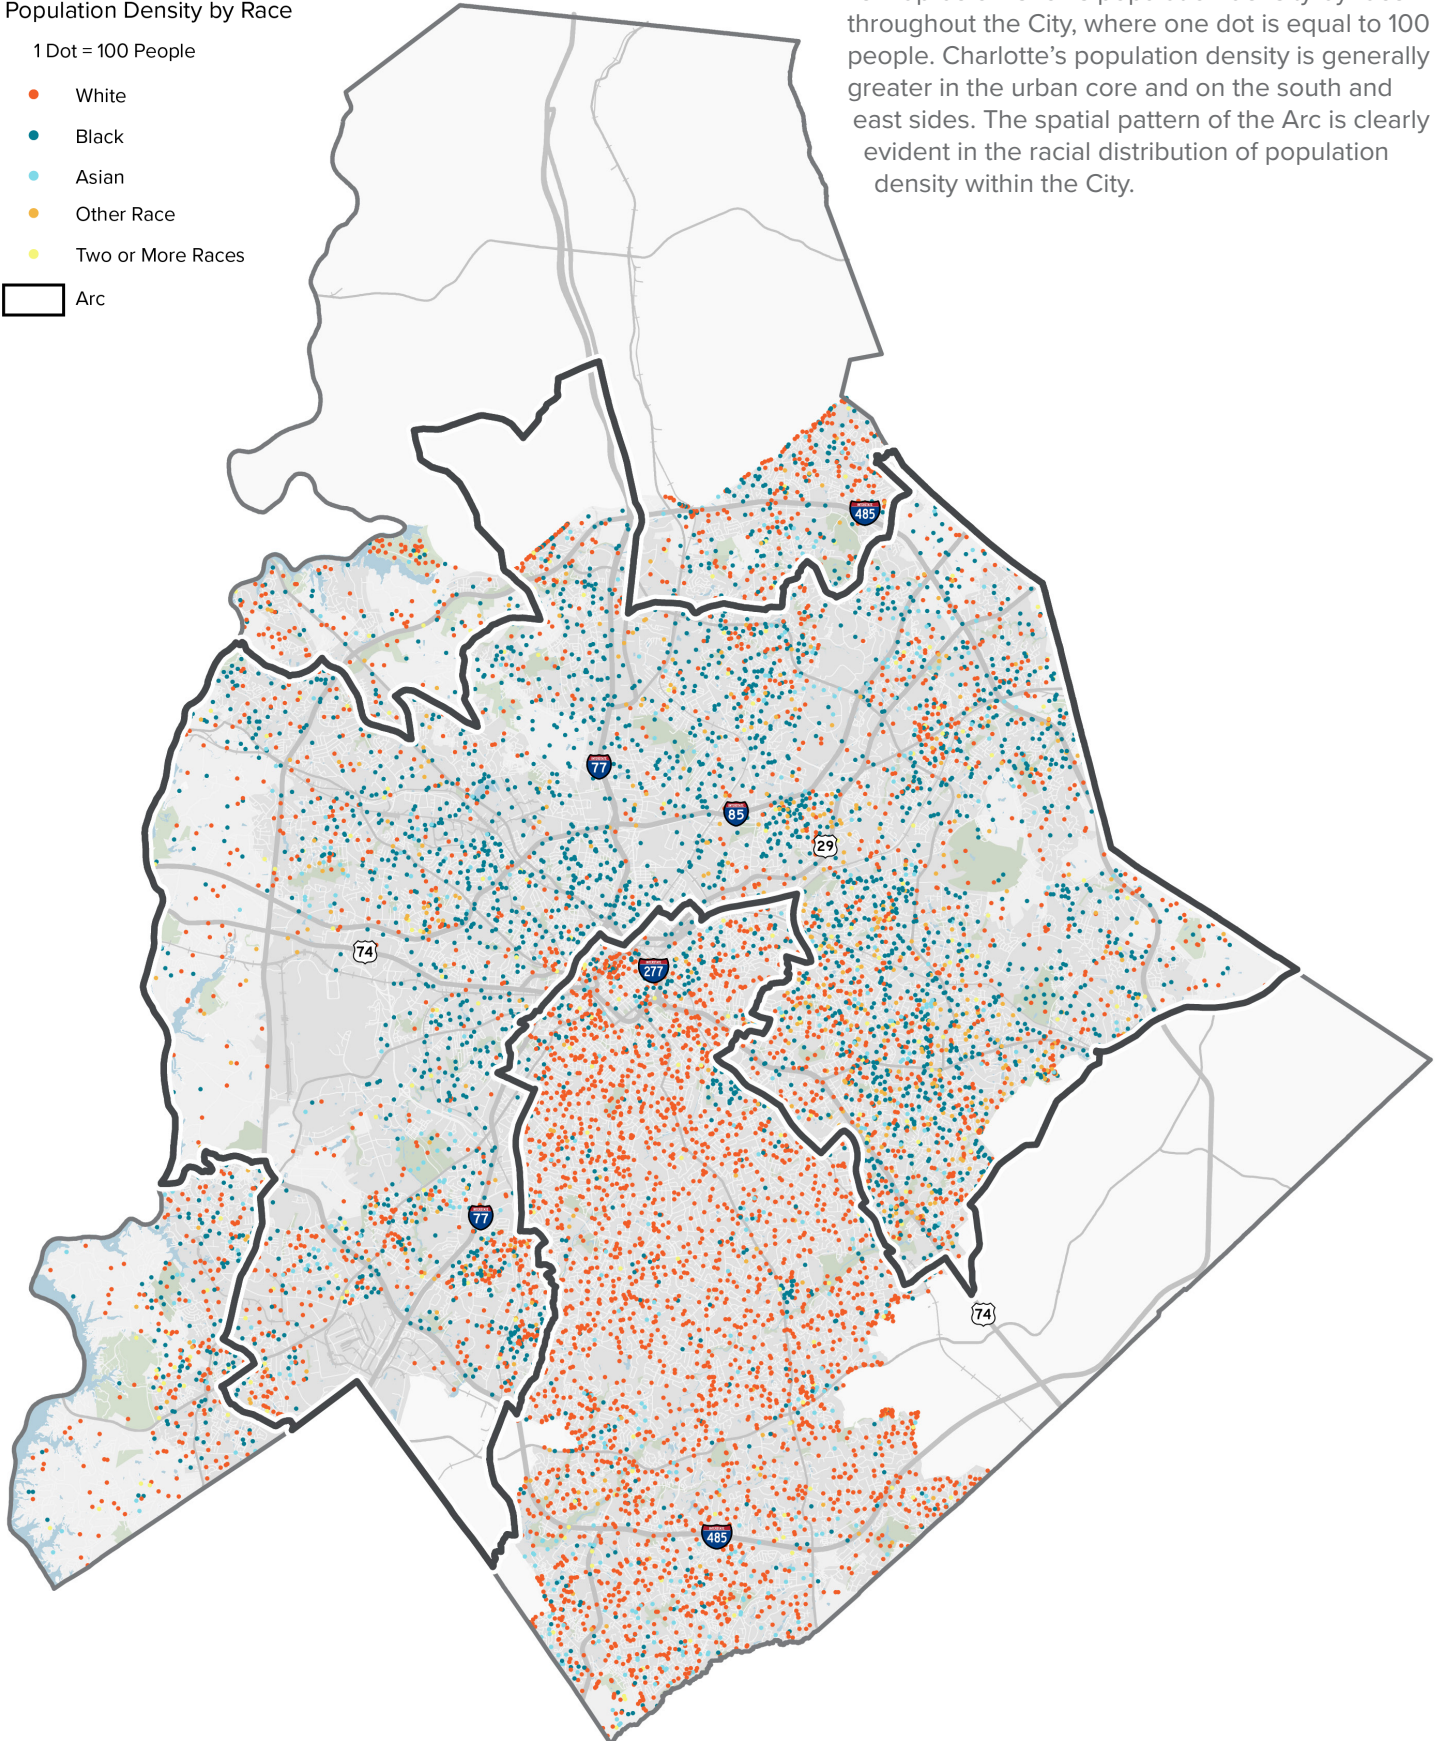 Population Density by Race
1 Dot = 100 People
White
Black
Asian
Other Race
Two or More Races
Arc
throughout the City, where one dot is equal to 100
people. Charlotte's population density is generally
greater in the urban core and on the south and
east sides. The spatial pattern of the Arc is clearly
evident in the racial distribution of population
density within the City.
485
77
85
29
74
277
77
74
485